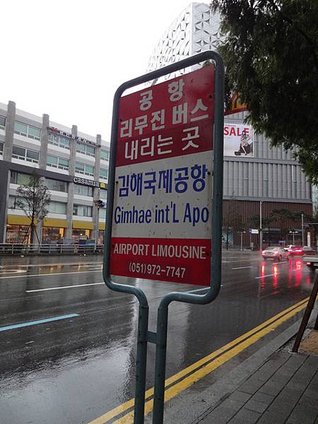 공항
리무진 버스
내리는 곳
김해국제공항
Gimhae int'L Apo
AIRPORT LIMOUSINE
(051)972-7747
SALE